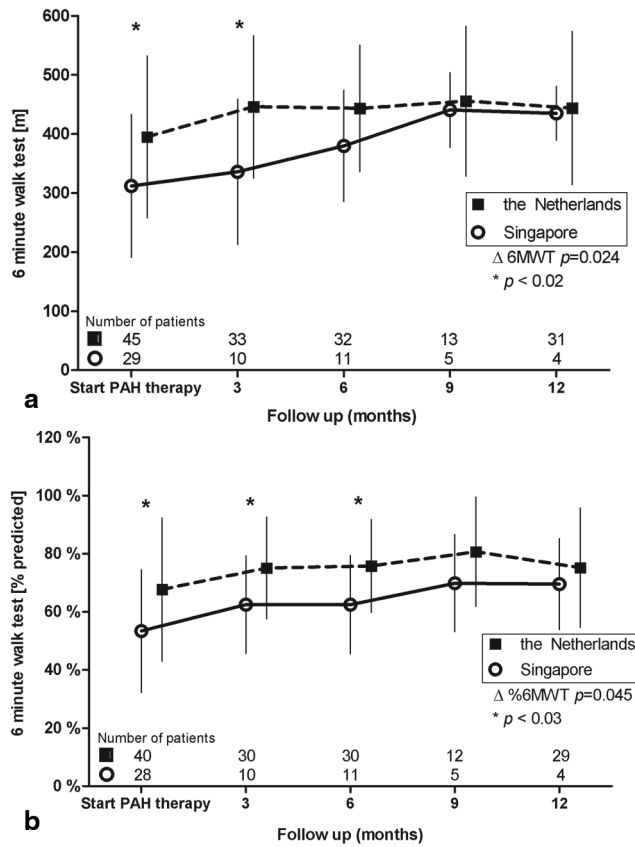 600
*
*
500
400
300
200
100
0
6 minute walk test [m]
the Netherlands
Singapore
Δ 6MWT p=0.024
* p < 0.02
Number of patients
45 33 32 13 31
29 10 11 5 4
Start PAH therapy 3 6 9 12
Follow up (months)
a
120 %
100 %
* * *
80 %
60 %
40 %
20 %
0 %
6 minute walk test [% predicted]
the Netherlands
Singapore
Δ %6MWT p=0.045
* p < 0.03
Number of patients
40 30 30 12 29
28 10 11 5 4
Start PAH therapy 3 6 9 12
Follow up (months)
b